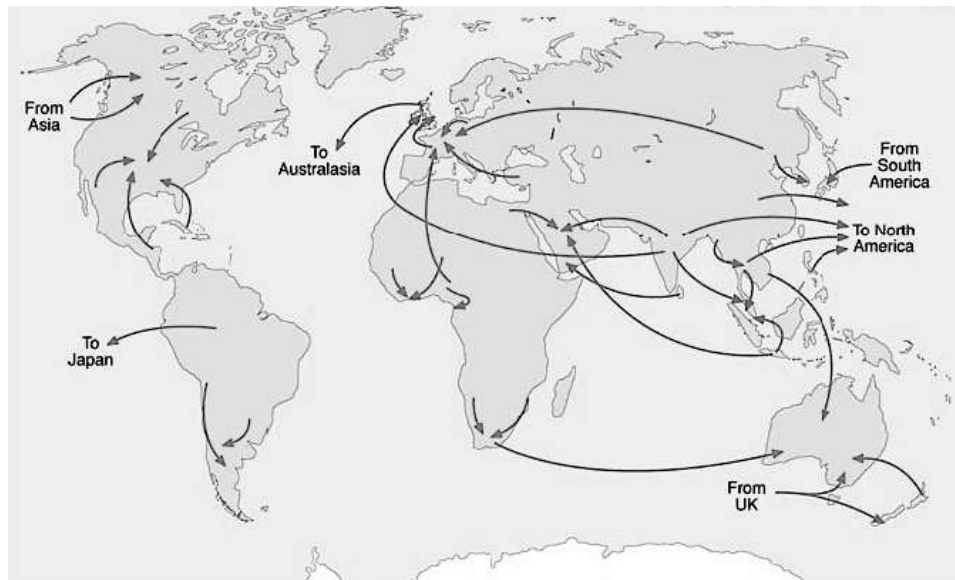 From
Asia
To
Australasia
From
South
America
To North
America
To
Japan
From
UK